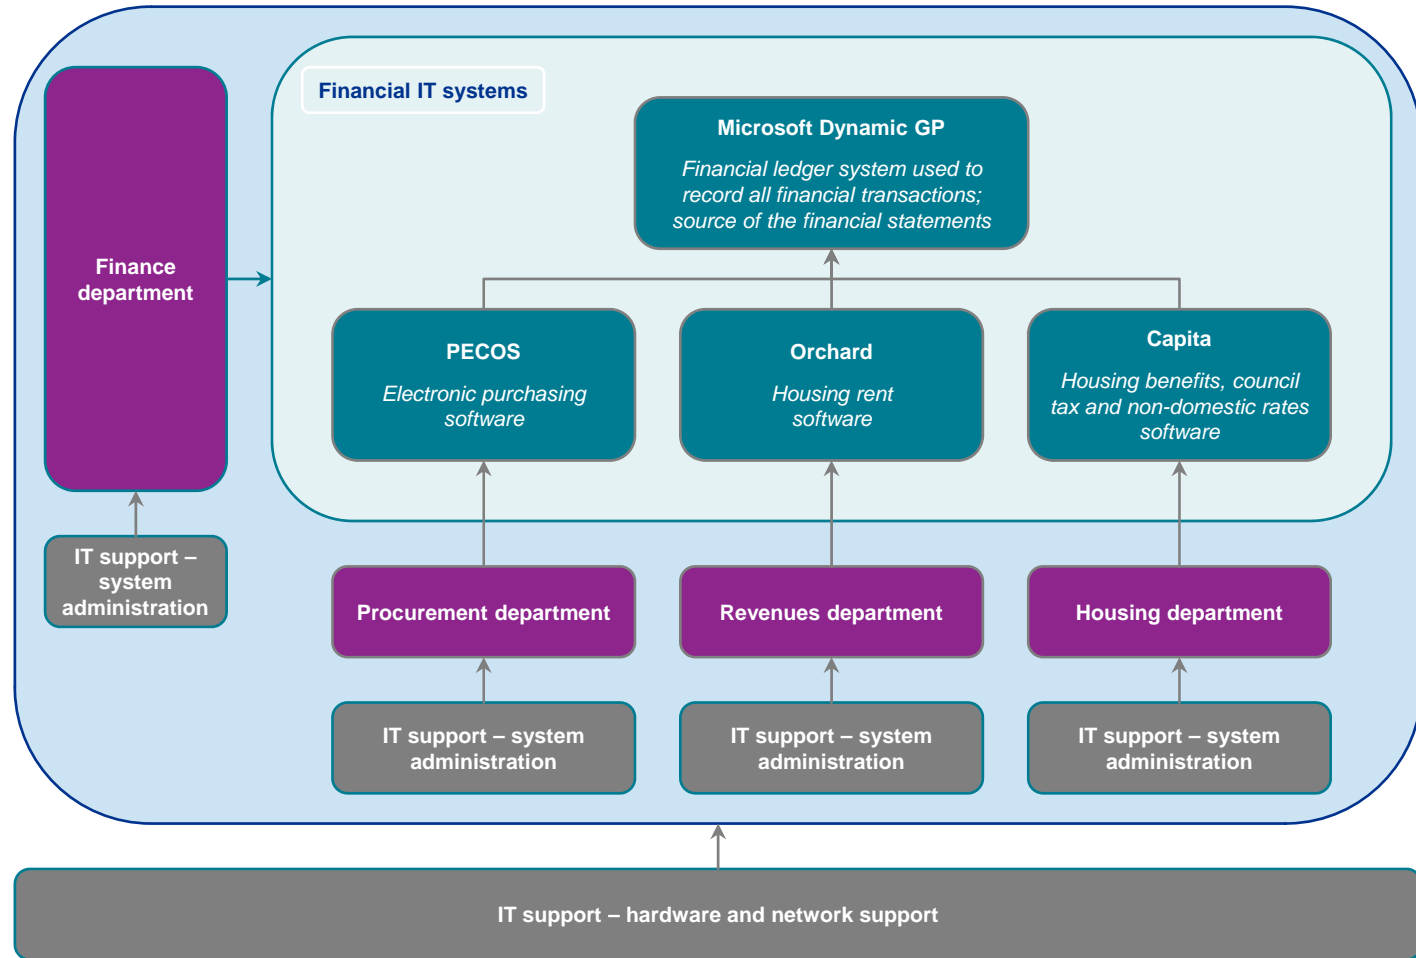 Financial IT systems
Microsoft Dynamic GP
Financial ledger system used to
record all financial transactions;
source of the financial statements
Finance
department
PECOS
Electronic purchasing
software
Orchard
Housing rent
software
Capita
Housing benefits, council
tax and non-domestic rates
software
IT support –
system
administration
Procurement department
Revenues department
Housing department
IT support – system
administration
IT support – system
administration
IT support – system
administration
IT support – hardware and network support